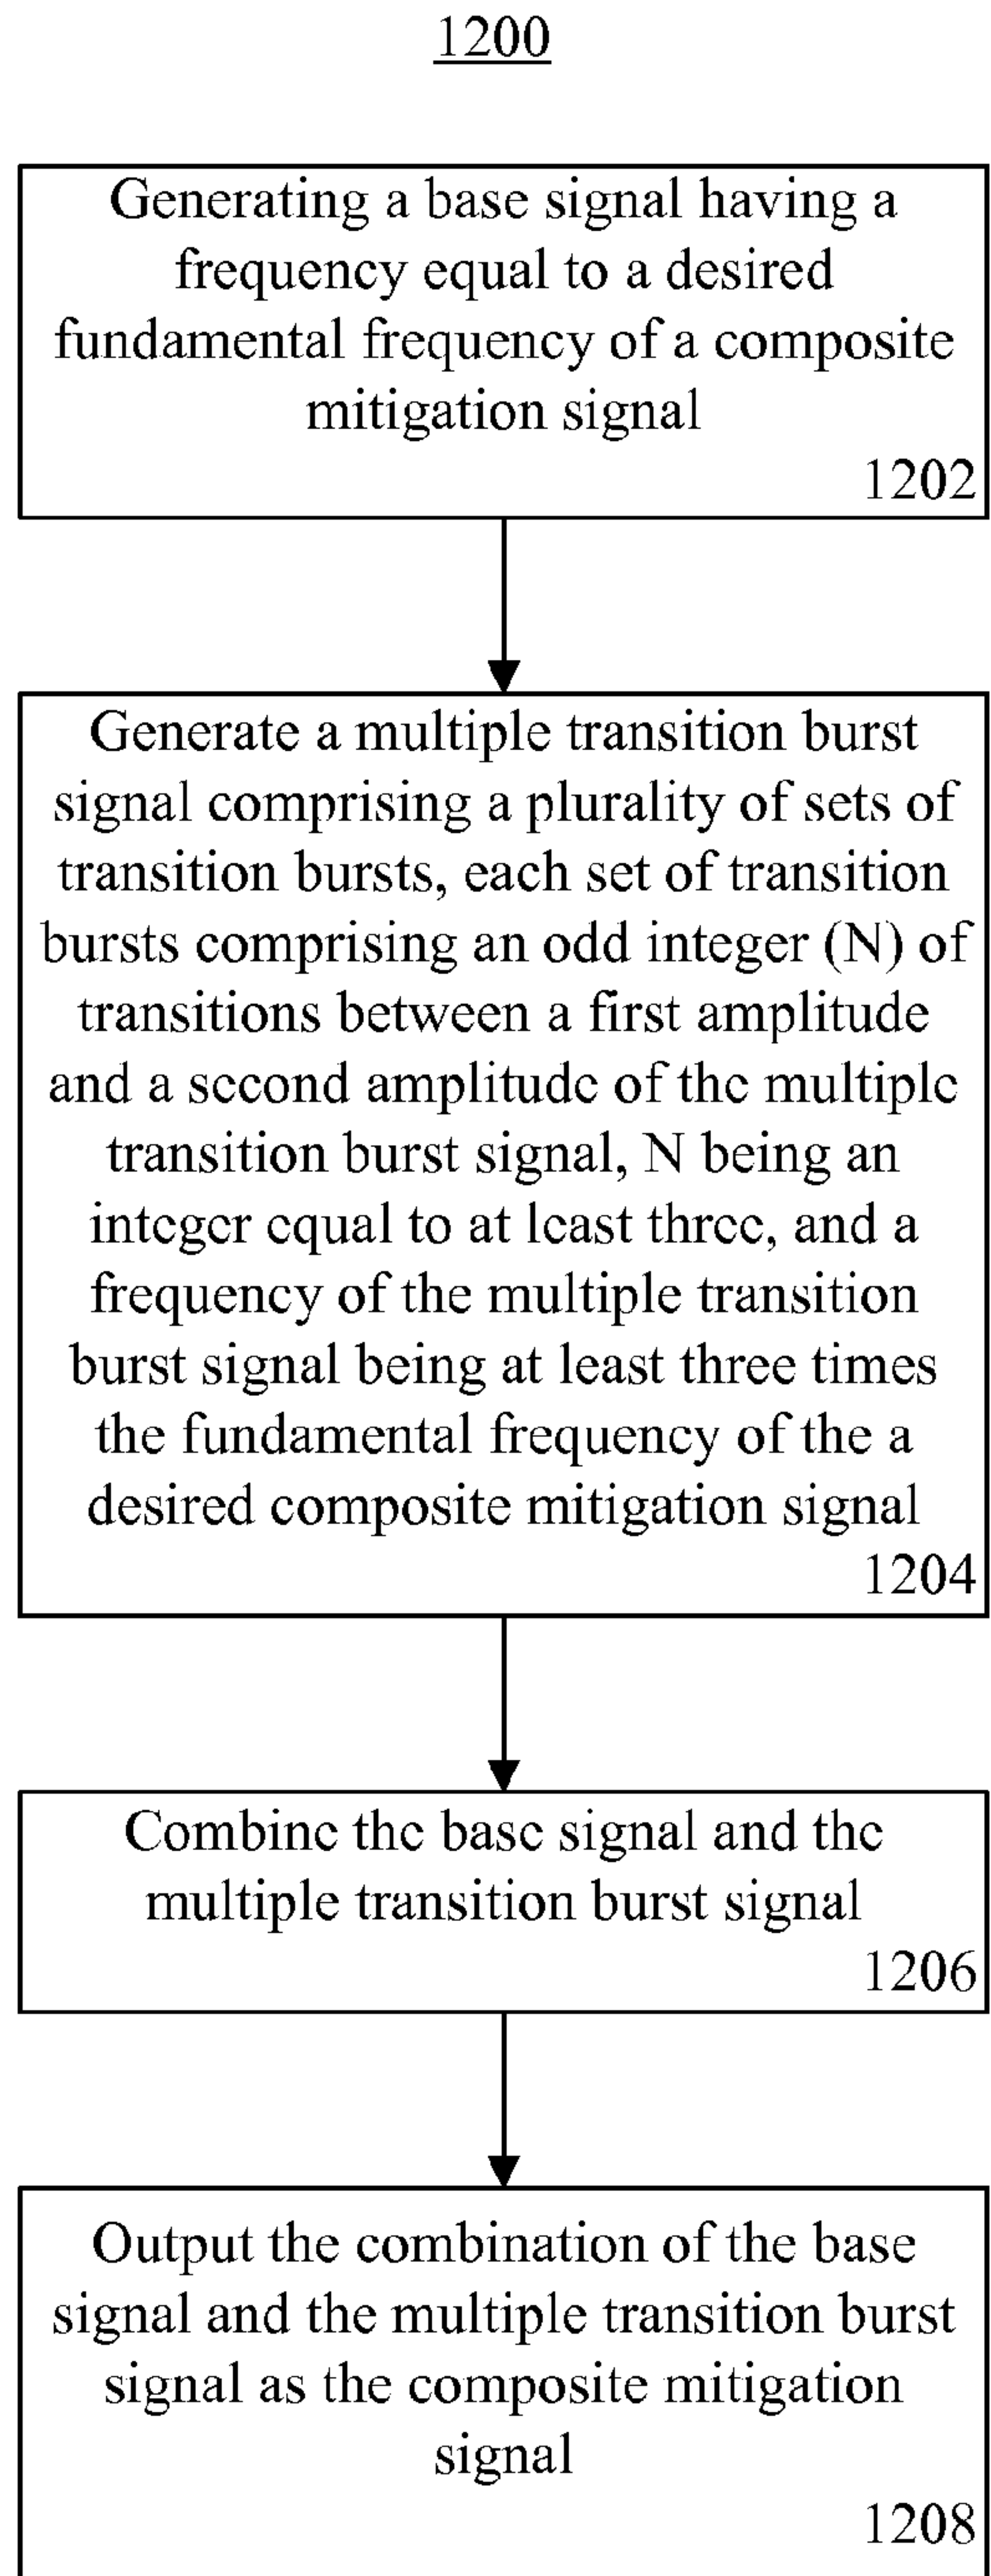 1200
Generating a base signal having a
frequency equal to a desired
fundamental frequency of a composite
mitigation signal
1202
Generate a multiple transition burst
signal comprising a plurality of sets of
transition bursts, each set of transition
bursts comprising an odd integer (N) of
transitions between a first amplitude
and a second amplitude of the multiple
transition burst signal, N being an
integer equal to at least three, and a
frequency of the multiple transition
burst signal being at least three times
the fundamental frequency of the a
desired composite mitigation signal
1204
Combine the base signal and the
multiple transition burst signal
1206
Output the combination of the base
signal and the multiple transition burst
signal as the composite mitigation
signal
1208